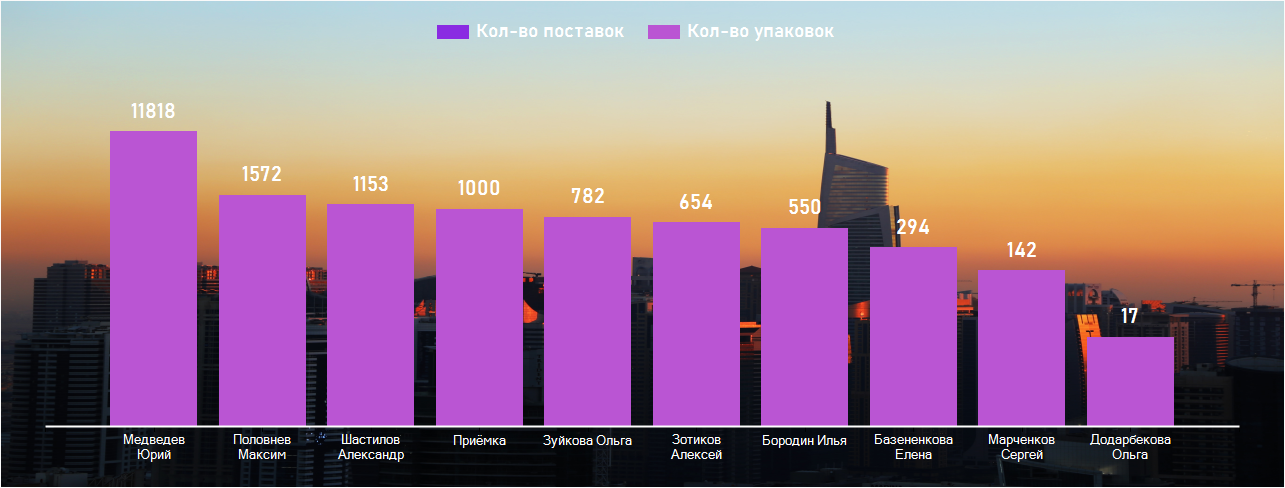 Кол-во поставок Кол-во упаковок
11818
1572
1153
1000
782
654
550
294
142
17
Медведев
Юрий
Половнев
Максим
Шастилов
Александр
Приёмка
Зуйкова Ольга
Зотиков
Алексей
Бородин Илья
Базененкова
Елена
Марченков
Сергей
Додарбекова
Ольга